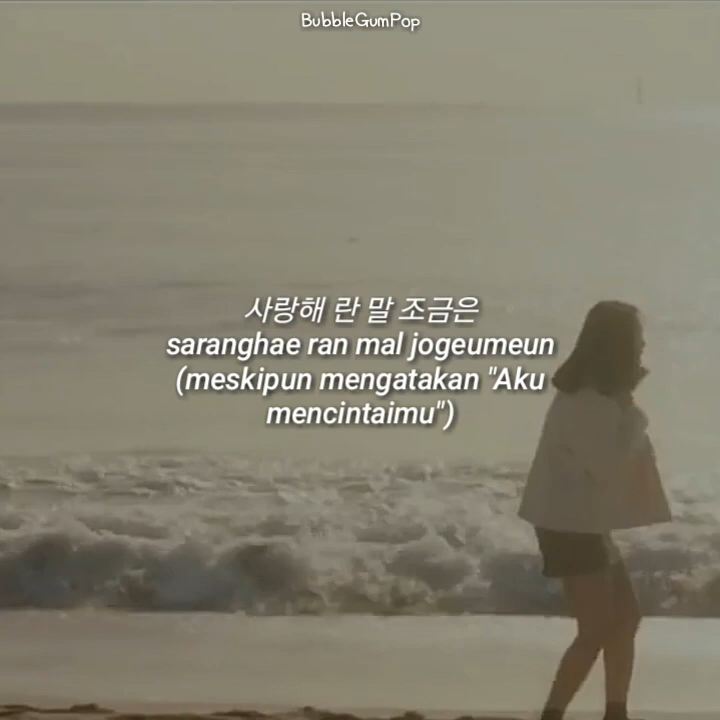 BubbleGumPop
사랑해 란 말 조금은
saranghae ran mal jogeumeun
(meskipun mengatakan "Aku
mencintaimu")